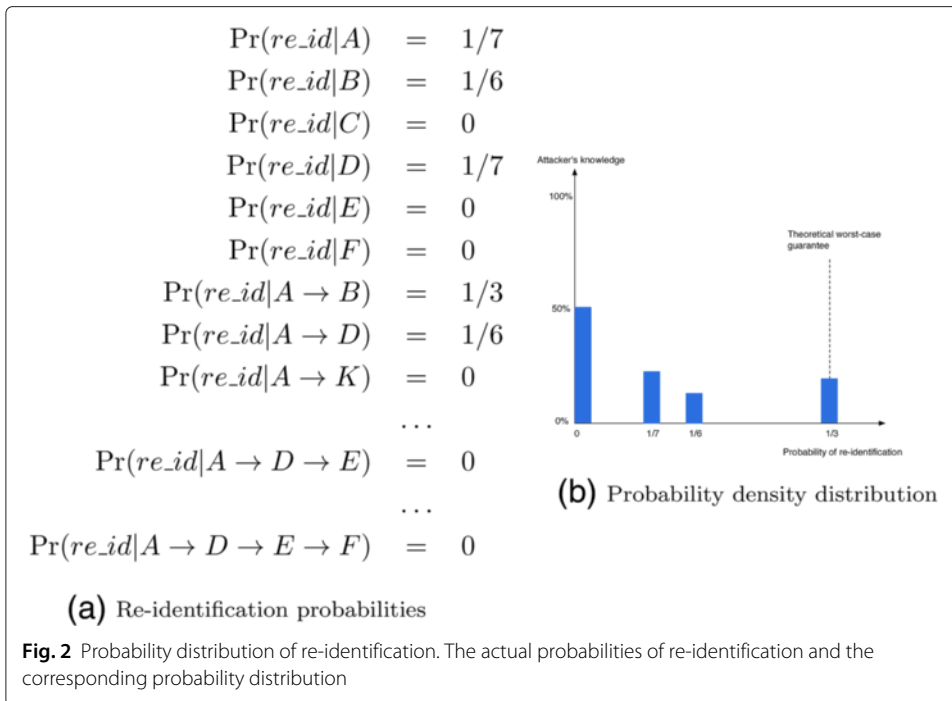 Pr(re_id|A) = 1/7
Pr(re_id|B) = 1/6
Pr(re_id|C) = 0
Pr(re_id|D) = 1/7
Pr(re_id|E) = 0
Pr(re_id|F) = 0
Pr(re_id|A → B) = 1/3
Pr(re_id|A → D) = 1/6
Pr(re_id|A → K) = 0
...
Pr(re_id|A → D → E) = 0
...
Pr(re_id|A → D → E → F) = 0
(a) Re-identification probabilities
Attacker's knowledge
100%
Theoretical worst-case
guarantee
50%
0%
0 1/7 1/6 1/3
Probability of re-identification
(b) Probability density distribution
Fig. 2 Probability distribution of re-identification. The actual probabilities of re-identification and the
corresponding probability distribution